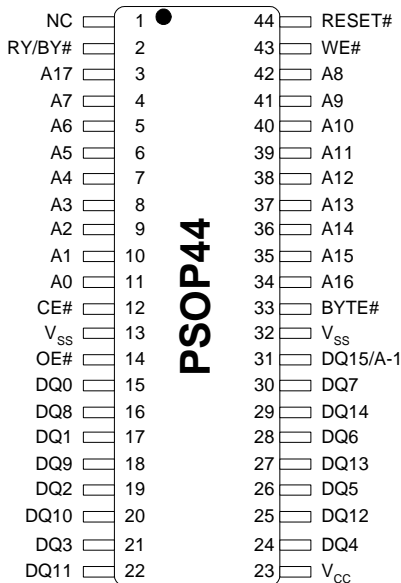 NC 1 44 RESET#
RY/BY# 2 43 WE#
A17 3 42 A8
A7 4 41 A9
A6 5 40 A10
A5 6 39 A11
A4 7 38 A12
A3 8 37 A13
A2 9 36 A14
A1 10 35 A15
A0 11 34 A16
CE# 12 33 BYTE#
VSS 13 32 VSS
OE# 14 31 DQ15/A-1
DQ0 15 30 DQ7
DQ8 16 29 DQ14
DQ1 17 28 DQ6
DQ9 18 27 DQ13
DQ2 19 26 DQ5
DQ10 20 25 DQ12
DQ3 21 24 DQ4
DQ11 22 23 VCC
PSOP44